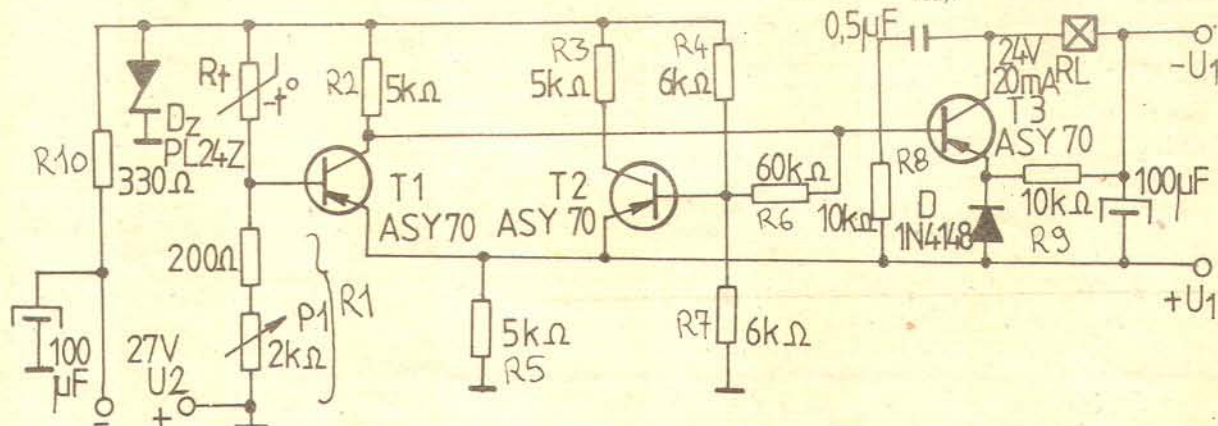 R10
330Ω
Dz
PL24Z
Rt
-t°
R2
5kΩ
R3
5kΩ
R4
6kΩ
0,5µF
24V
20mA
RL
-U1
T1
ASY70
T2
ASY 70
60kΩ
R6
R8
10kΩ
T3
ASY 70
D
1N4148
10kΩ
R9
100µF
+U1
200Ω
P1
2kΩ
R1
5kΩ
R5
R7
6kΩ
100
µF
27V
U2
+
-